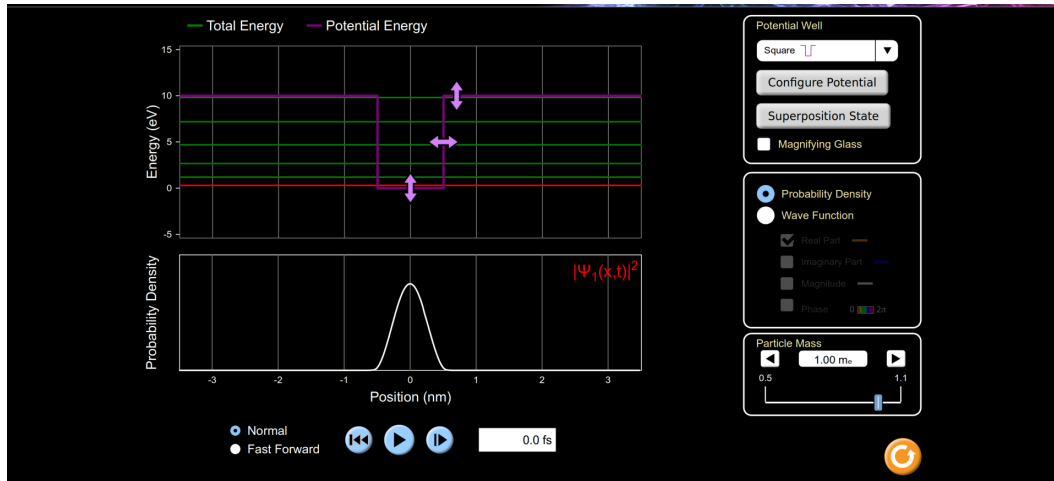 Total Energy
Potential Energy
15
10
5
0
-5
Energy (eV)
Probability Density
|Ψ₁(x,t)|²
-3
-2
-1
0
1
2
3
Position (nm)
Normal
Fast Forward
0.0 fs
Potential Well
Square
Configure Potential
Superposition State
Magnifying Glass
Probability Density
Wave Function
Real Part
Imaginary Part
Magnitude
Phase 0 2π
Particle Mass
1.00 mₑ
0.5
1.1